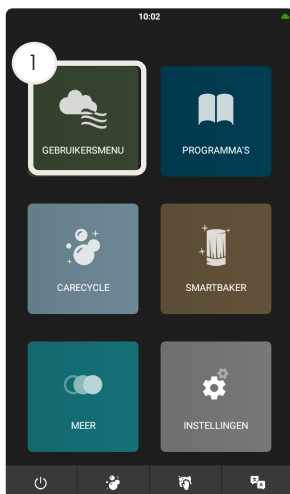 10:02
1
GEBRUIKERSMENU
PROGRAMMA'S
CARECYCLE
SMARTBAKER
MEER
INSTELLINGEN